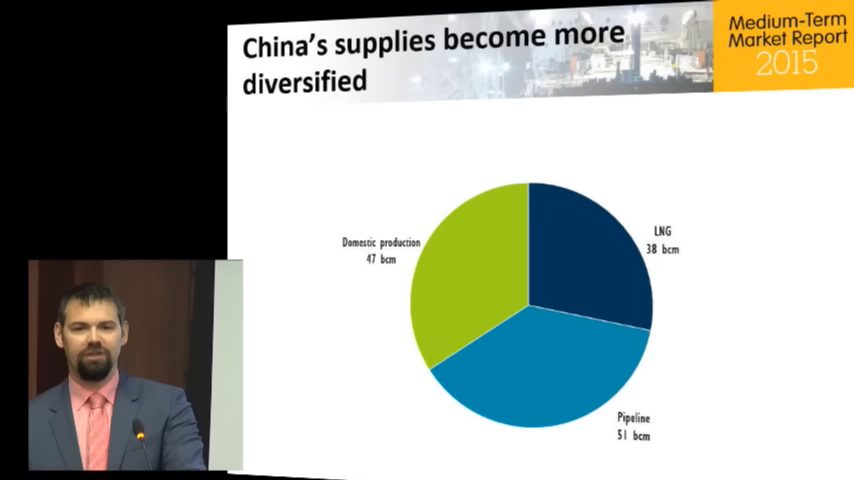 China's supplies become more
diversified
Medium-Term
Market Report
2015
Domestic production
47 bcm
LNG
38 bcm
Pipeline
51 bcm